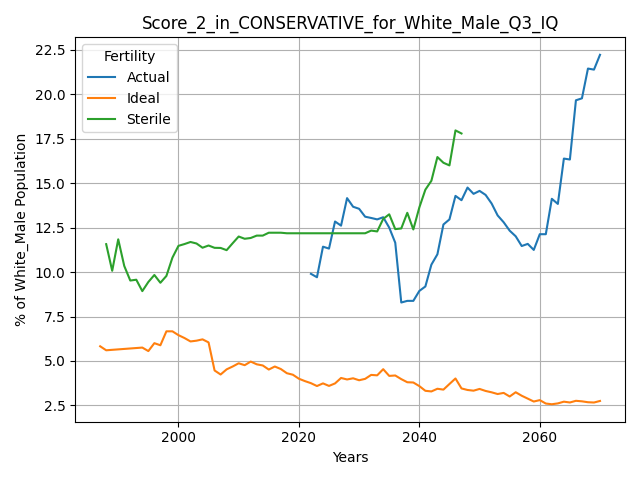 Score_2_in_CONSERVATIVE_for_White_Male_Q3_IQ
Fertility
Actual
Ideal
Sterile
% of White_Male Population
22.5
20.0
17.5
15.0
12.5
10.0
7.5
5.0
2.5
2000
2020
2040
2060
Years